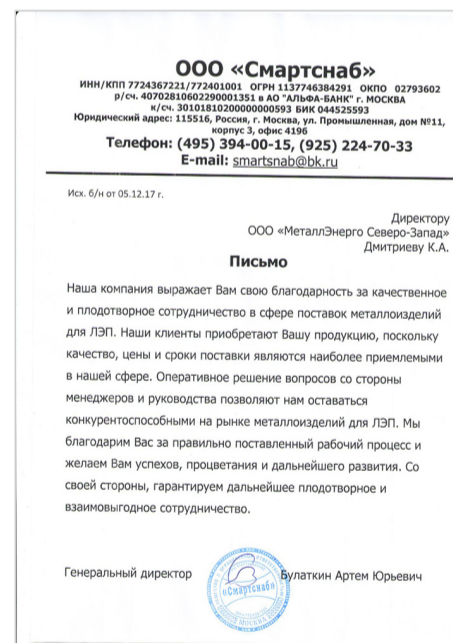 ООО «Смартснаб»
ИНН/КПП 7724367221/772401001 ОГРН 1137746384291 ОКПО 02793602
р/сч. 40702810602290001351 в АО "АЛЬФА-БАНК" г. МОСКВА
к/сч. 30101810200000000593 БИК 044525593
Юридический адрес: 115516, Россия, г. Москва, ул. Промышленная, дом №11,
корпус 3, офис 419б
Телефон: (495) 394-00-15, (925) 224-70-33
E-mail: smartsnab@bk.ru
Исх. б/н от 05.12.17 г.
Директору
ООО «МеталлЭнерго Северо-Запад»
Дмитриеву К.А.
Письмо
Наша компания выражает Вам свою благодарность за качественное
и плодотворное сотрудничество в сфере поставок металлоизделий
для ЛЭП. Наши клиенты приобретают Вашу продукцию, поскольку
качество, цены и сроки поставки являются наиболее приемлемыми
в нашей сфере. Оперативное решение вопросов со стороны
менеджеров и руководства позволяют нам оставаться
конкурентоспособными на рынке металлоизделий для ЛЭП. Мы
благодарим Вас за правильно поставленный рабочий процесс и
желаем Вам успехов, процветания и дальнейшего развития. Со
своей стороны, гарантируем дальнейшее плодотворное и
взаимовыгодное сотрудничество.
Генеральный директор Булаткин Артем Юрьевич
«Смартснаб»